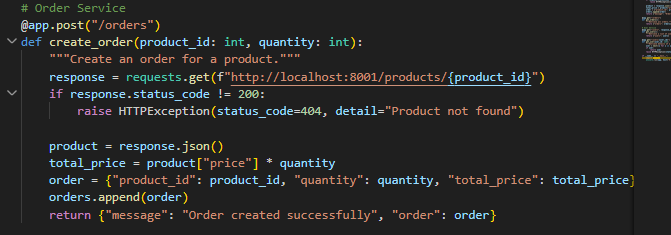 # Order Service
@app.post("/orders")
def create_order(product_id: int, quantity: int):
    """Create an order for a product."""
    response = requests.get(f"http://localhost:8001/products/{product_id}")
    if response.status_code != 200:
        raise HTTPException(status_code=404, detail="Product not found")

    product = response.json()
    total_price = product["price"] * quantity
    order = {"product_id": product_id, "quantity": quantity, "total_price": total_price}
    orders.append(order)
    return {"message": "Order created successfully", "order": order}